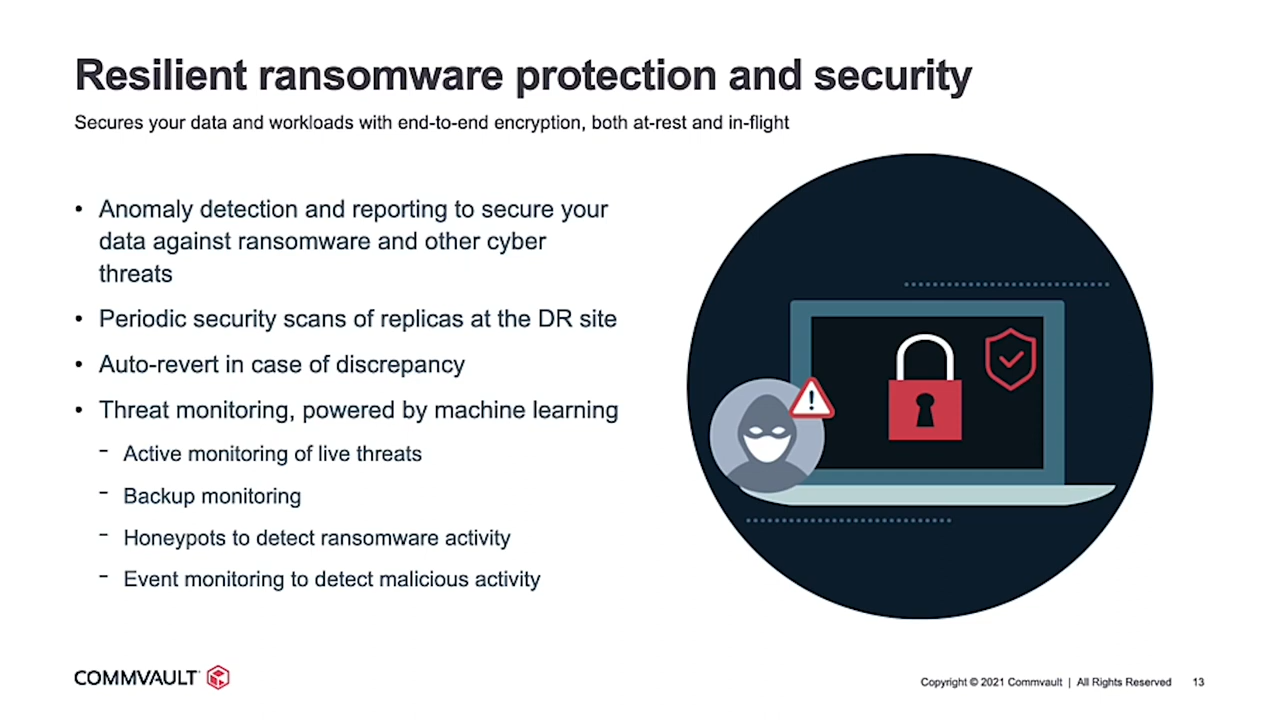 Resilient ransomware protection and security
Secures your data and workloads with end-to-end encryption, both at-rest and in-flight
• Anomaly detection and reporting to secure your
data against ransomware and other cyber
threats
• Periodic security scans of replicas at the DR site
• Auto-revert in case of discrepancy
• Threat monitoring, powered by machine learning
- Active monitoring of live threats
- Backup monitoring
- Honeypots to detect ransomware activity
- Event monitoring to detect malicious activity
!
COMMVAULT
Copyright © 2021 Commvault | All Rights Reserved 13